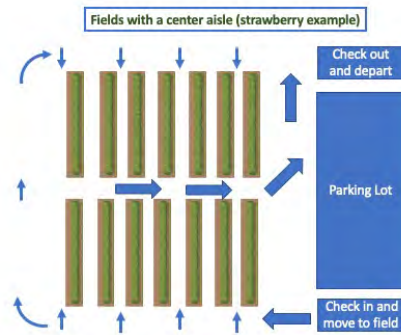 Fields with a center aisle (strawberry example)
Check out
and depart
Parking Lot
Check in and
move to field